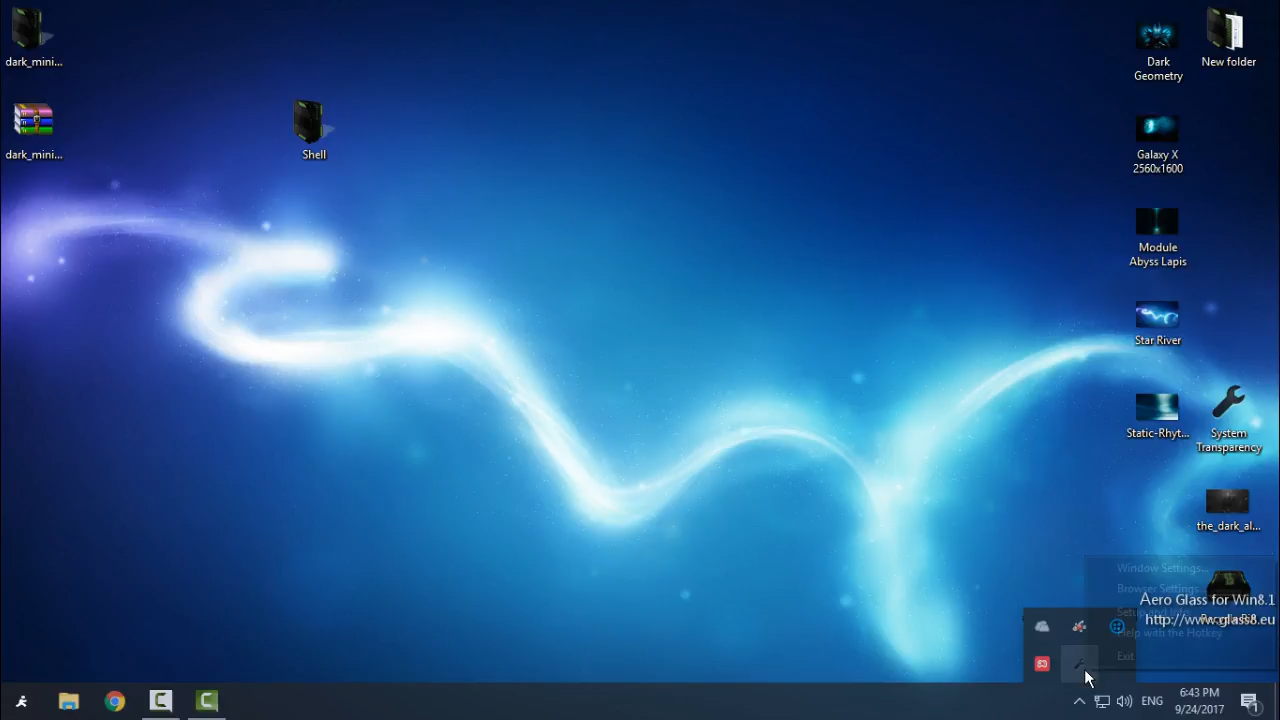 dark_mini...
dark_mini...
Shell
Dark
Geometry
New folder
Galaxy X
2560x1600
Module
Abyss Lapis
Star River
Static-Rhyt...
System
Transparency
the_dark_al...
Window Settings...
Browser Settings...
Aero Glass for Win8.1
http://www.glass8.eu
Help with the Hotkey
Exit
ENG
6:43 PM
9/24/2017
1